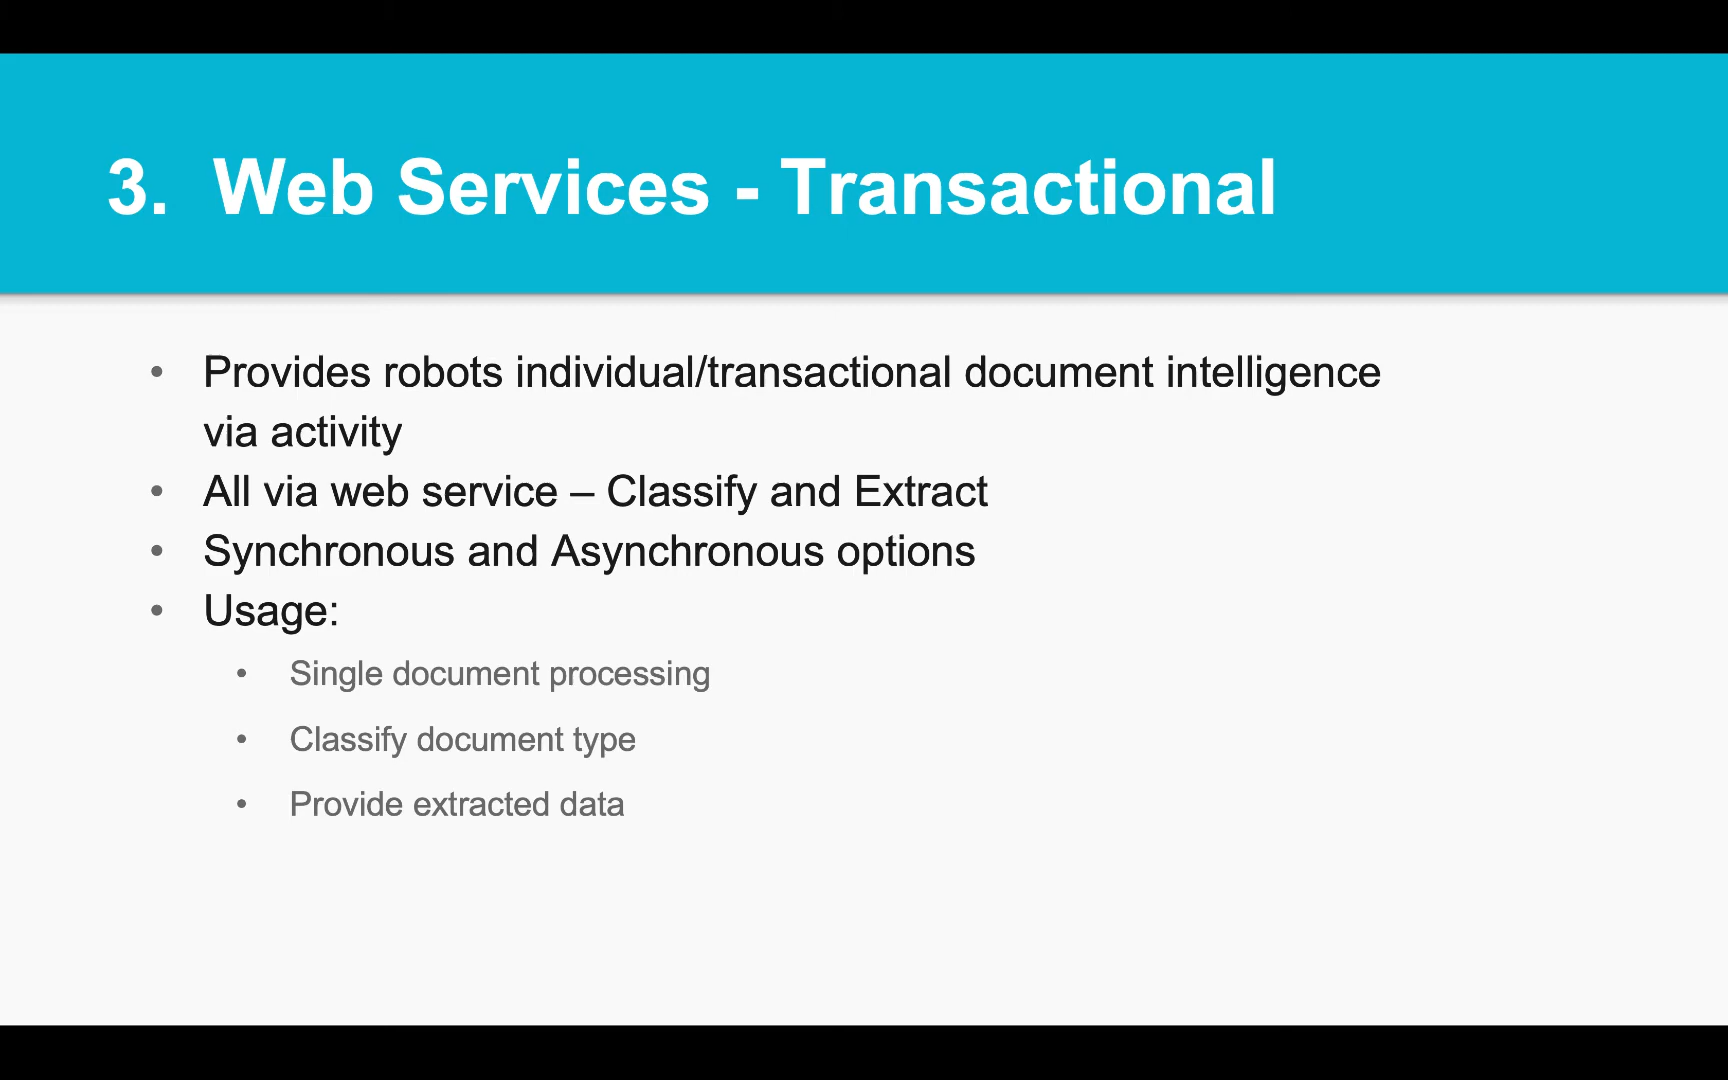 3. Web Services - Transactional
• Provides robots individual/transactional document intelligence
via activity
• All via web service – Classify and Extract
• Synchronous and Asynchronous options
• Usage:
• Single document processing
• Classify document type
• Provide extracted data